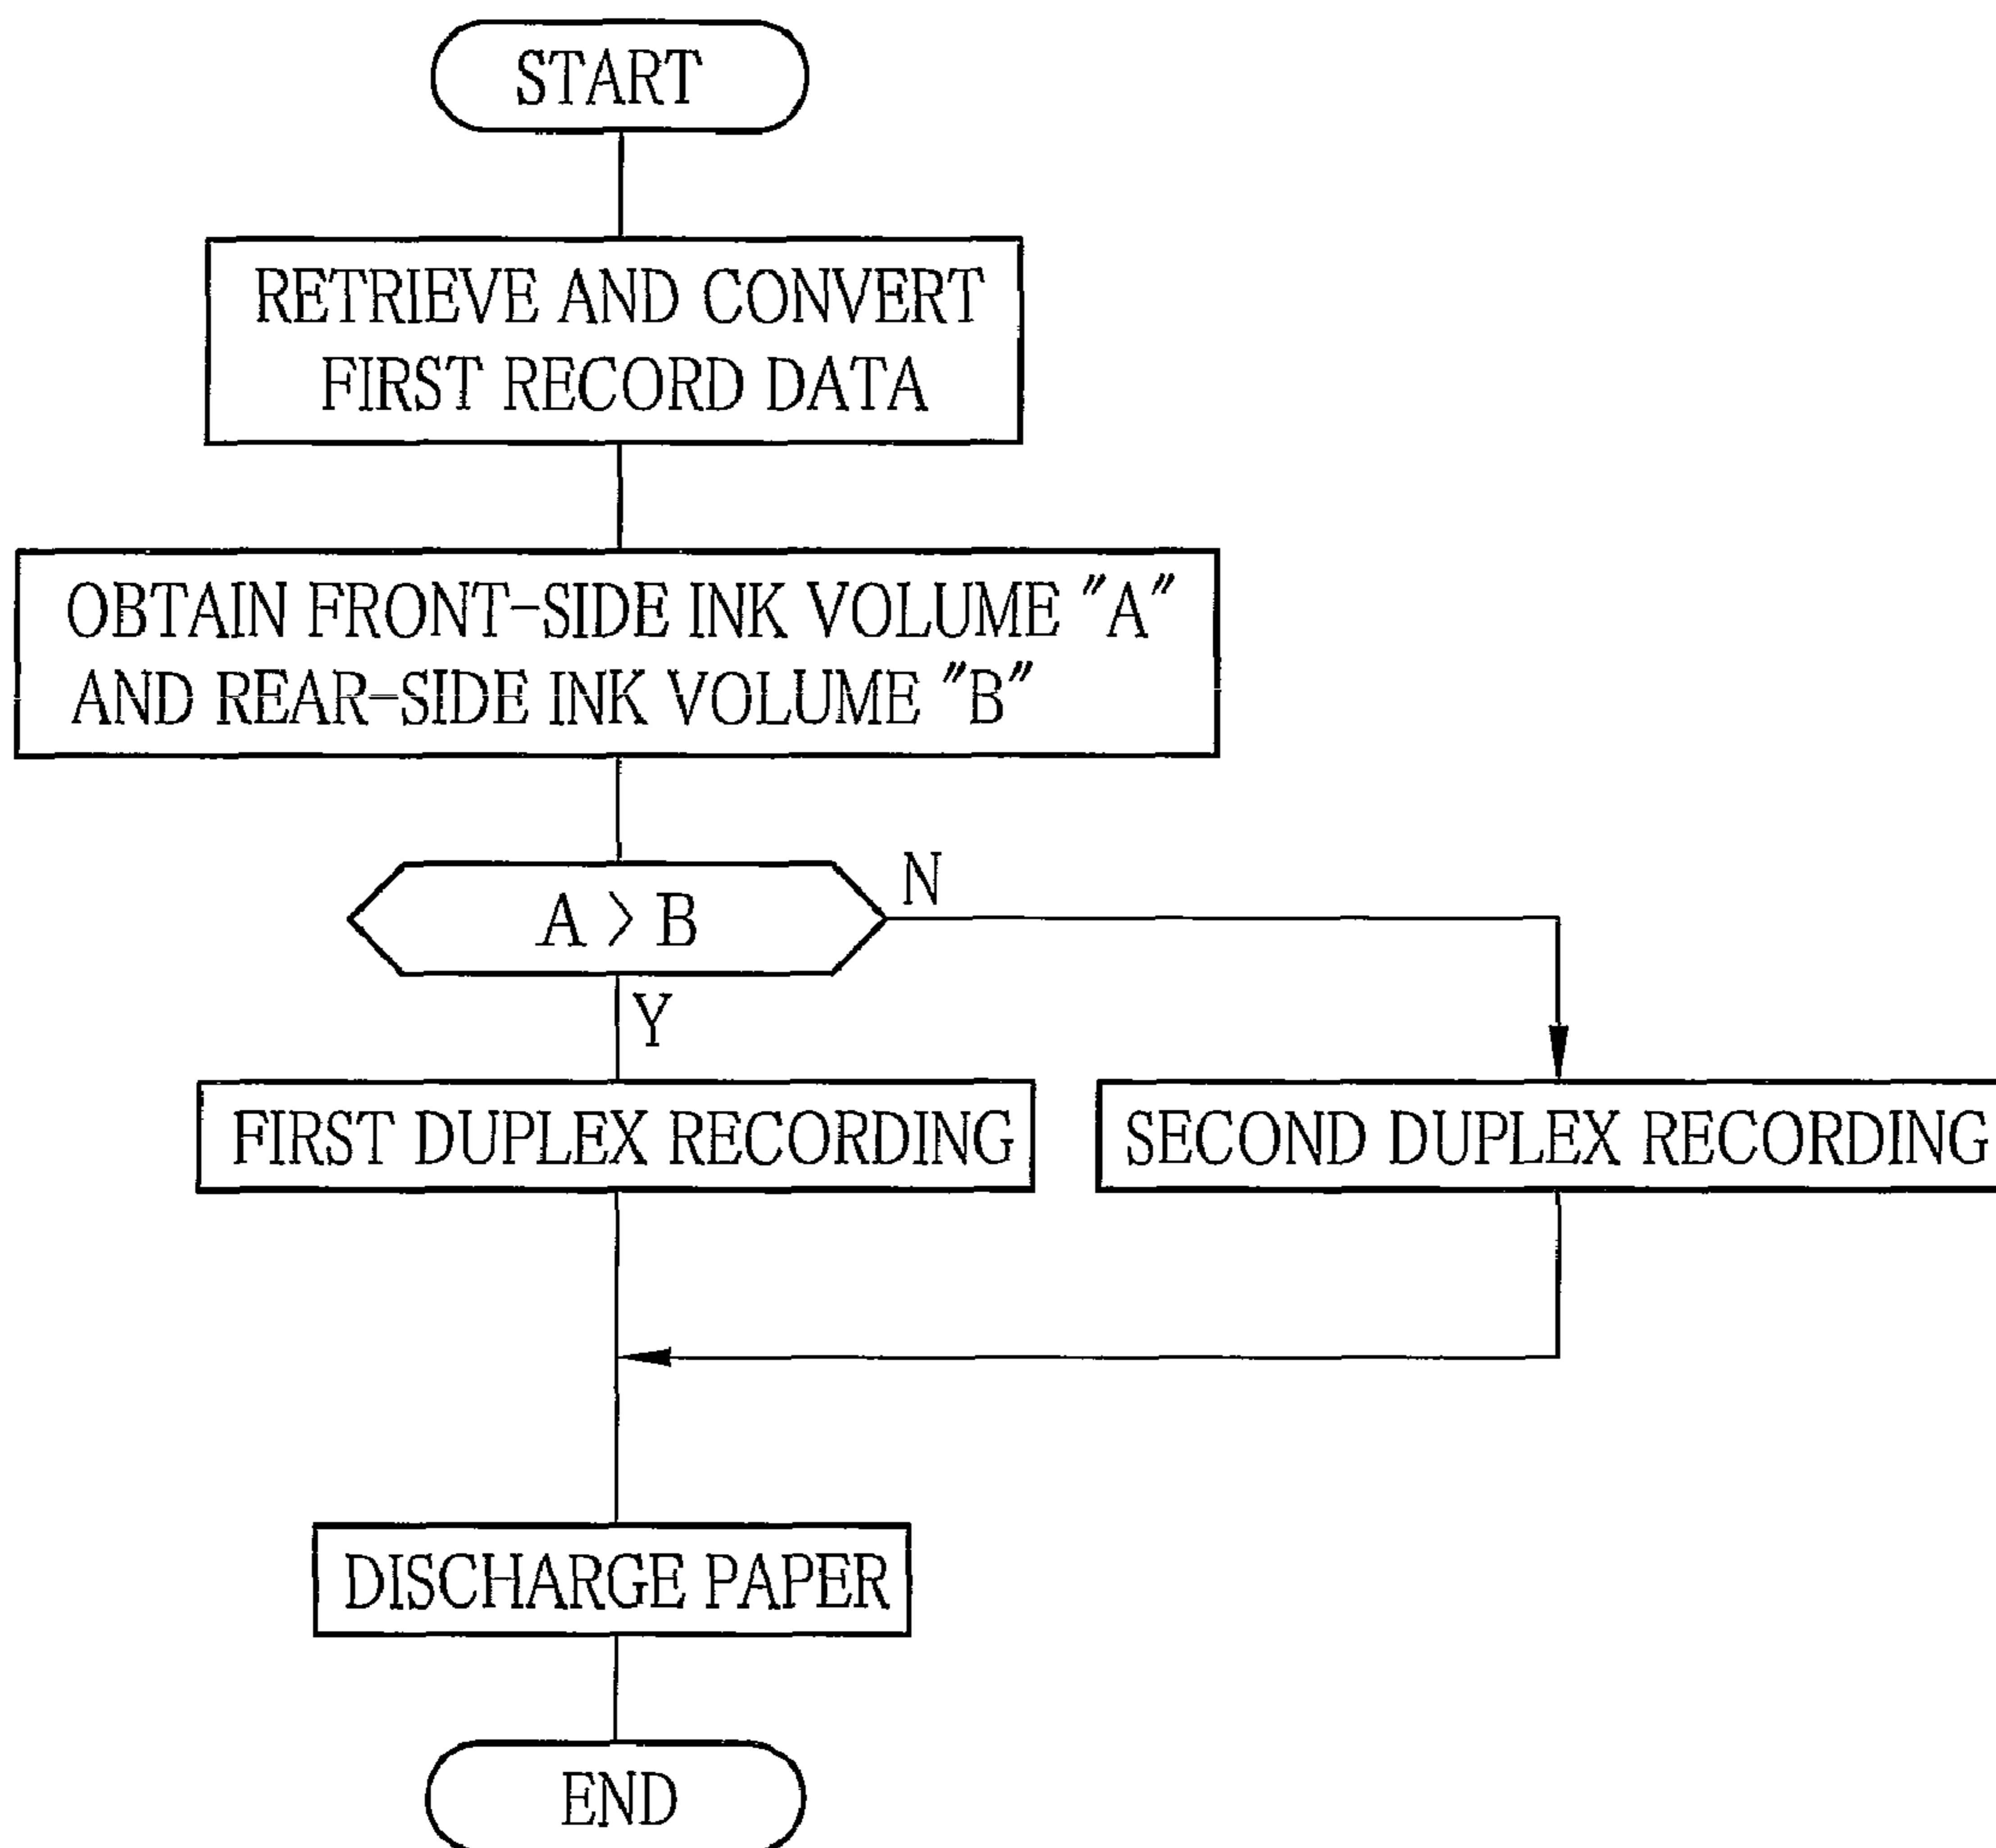 START
RETRIEVE AND CONVERT
FIRST RECORD DATA
OBTAIN FRONT-SIDE INK VOLUME "A"
AND REAR-SIDE INK VOLUME "B"
A > B
N
Y
FIRST DUPLEX RECORDING
SECOND DUPLEX RECORDING
DISCHARGE PAPER
END